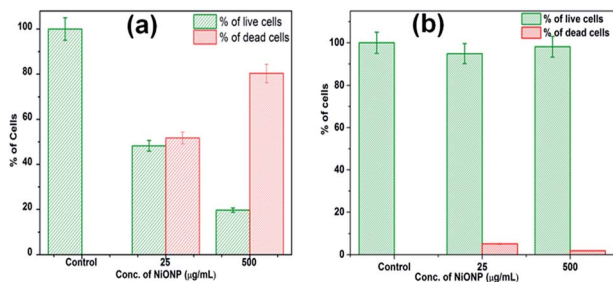 (a)
% of live cells
% of dead cells
% of Cells
100
80
60
40
20
0
Control
25
500
Conc. of NiONP (µg/mL)
(b)
% of live cells
% of dead cells
% of cells
100
80
60
40
20
0
Control
25
500
Conc. of NiONP (µg/mL)